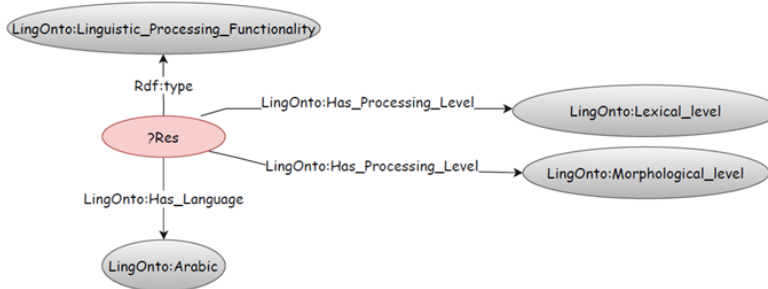 LingOnto:Linguistic_Processing_Functionality
Rdf:type
LingOnto:Has_Processing_Level
LingOnto:Lexical_level
?Res
LingOnto:Has_Processing_Level
LingOnto:Morphological_level
LingOnto:Has_Language
LingOnto:Arabic